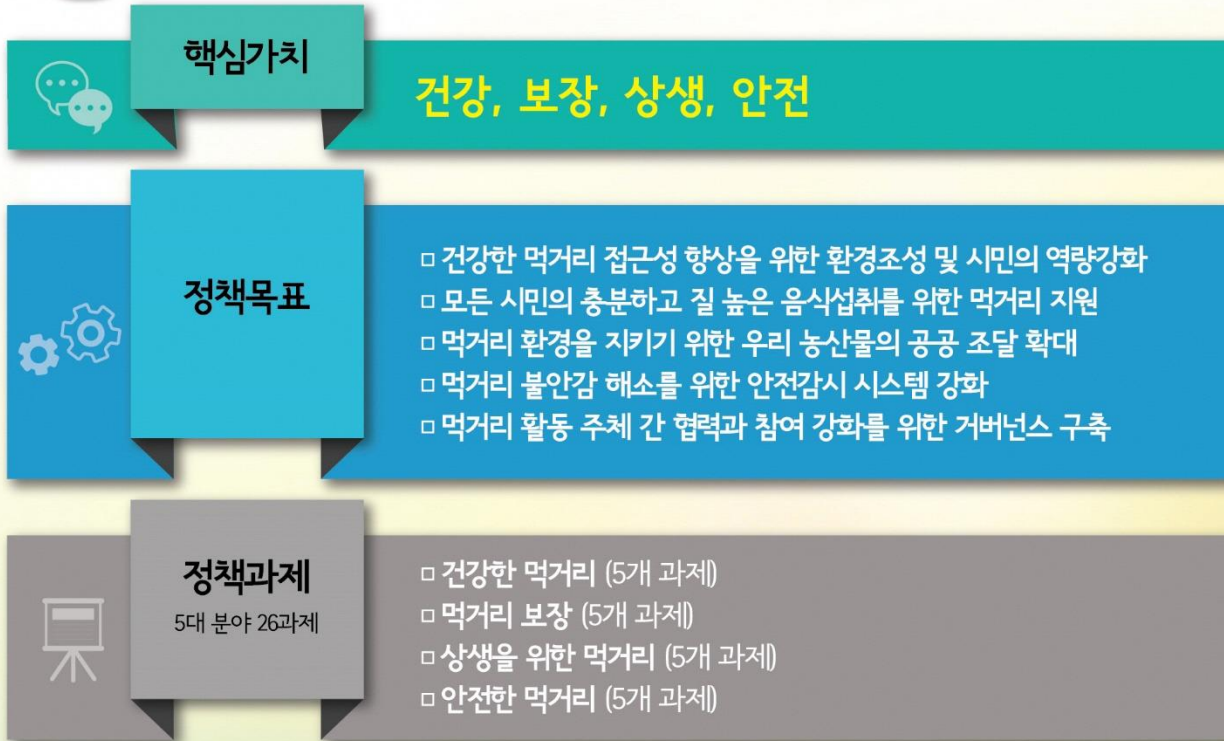 핵심가치
건강, 보장, 상생, 안전
정책목표
▫ 건강한 먹거리 접근성 향상을 위한 환경조성 및 시민의 역량강화
▫ 모든 시민의 충분하고 질 높은 음식섭취를 위한 먹거리 지원
▫ 먹거리 환경을 지키기 위한 우리 농산물의 공공 조달 확대
▫ 먹거리 불안감 해소를 위한 안전감시 시스템 강화
▫ 먹거리 활동 주체 간 협력과 참여 강화를 위한 거버넌스 구축
정책과제
5대 분야 26과제
▫ 건강한 먹거리 (5개 과제)
▫ 먹거리 보장 (5개 과제)
▫ 상생을 위한 먹거리 (5개 과제)
▫ 안전한 먹거리 (5개 과제)